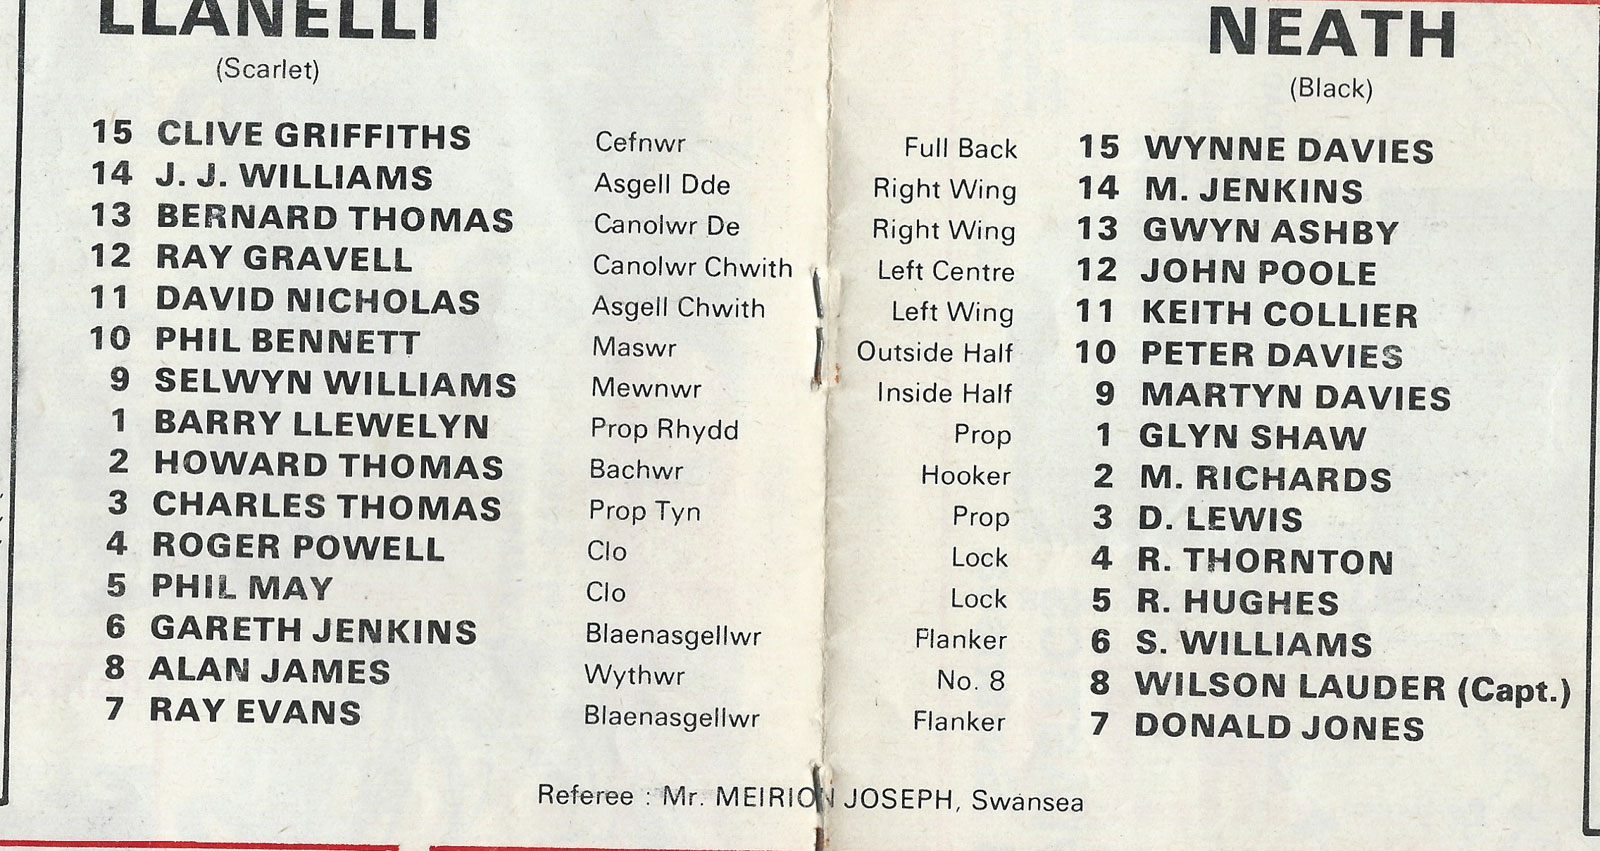 LLANELLI
(Scarlet)
15 CLIVE GRIFFITHS Cefnwr
14 J. J. WILLIAMS Asgell Dde
13 BERNARD THOMAS Canolwr De
12 RAY GRAVELL Canolwr Chwith
11 DAVID NICHOLAS Asgell Chwith
10 PHIL BENNETT Maswr
9 SELWYN WILLIAMS Mewnwr
1 BARRY LLEWELYN Prop Rhydd
2 HOWARD THOMAS Bachwr
3 CHARLES THOMAS Prop Tyn
4 ROGER POWELL Clo
5 PHIL MAY Clo
6 GARETH JENKINS Blaenasgellwr
8 ALAN JAMES Wythwr
7 RAY EVANS Blaenasgellwr
NEATH
(Black)
Full Back 15 WYNNE DAVIES
Right Wing 14 M. JENKINS
Right Wing 13 GWYN ASHBY
Left Centre 12 JOHN POOLE
Left Wing 11 KEITH COLLIER
Outside Half 10 PETER DAVIES
Inside Half 9 MARTYN DAVIES
Prop 1 GLYN SHAW
Hooker 2 M. RICHARDS
Prop 3 D. LEWIS
Lock 4 R. THORNTON
Lock 5 R. HUGHES
Flanker 6 S. WILLIAMS
No. 8 8 WILSON LAUDER (Capt.)
Flanker 7 DONALD JONES
Referee : Mr. MEIRION JOSEPH, Swansea